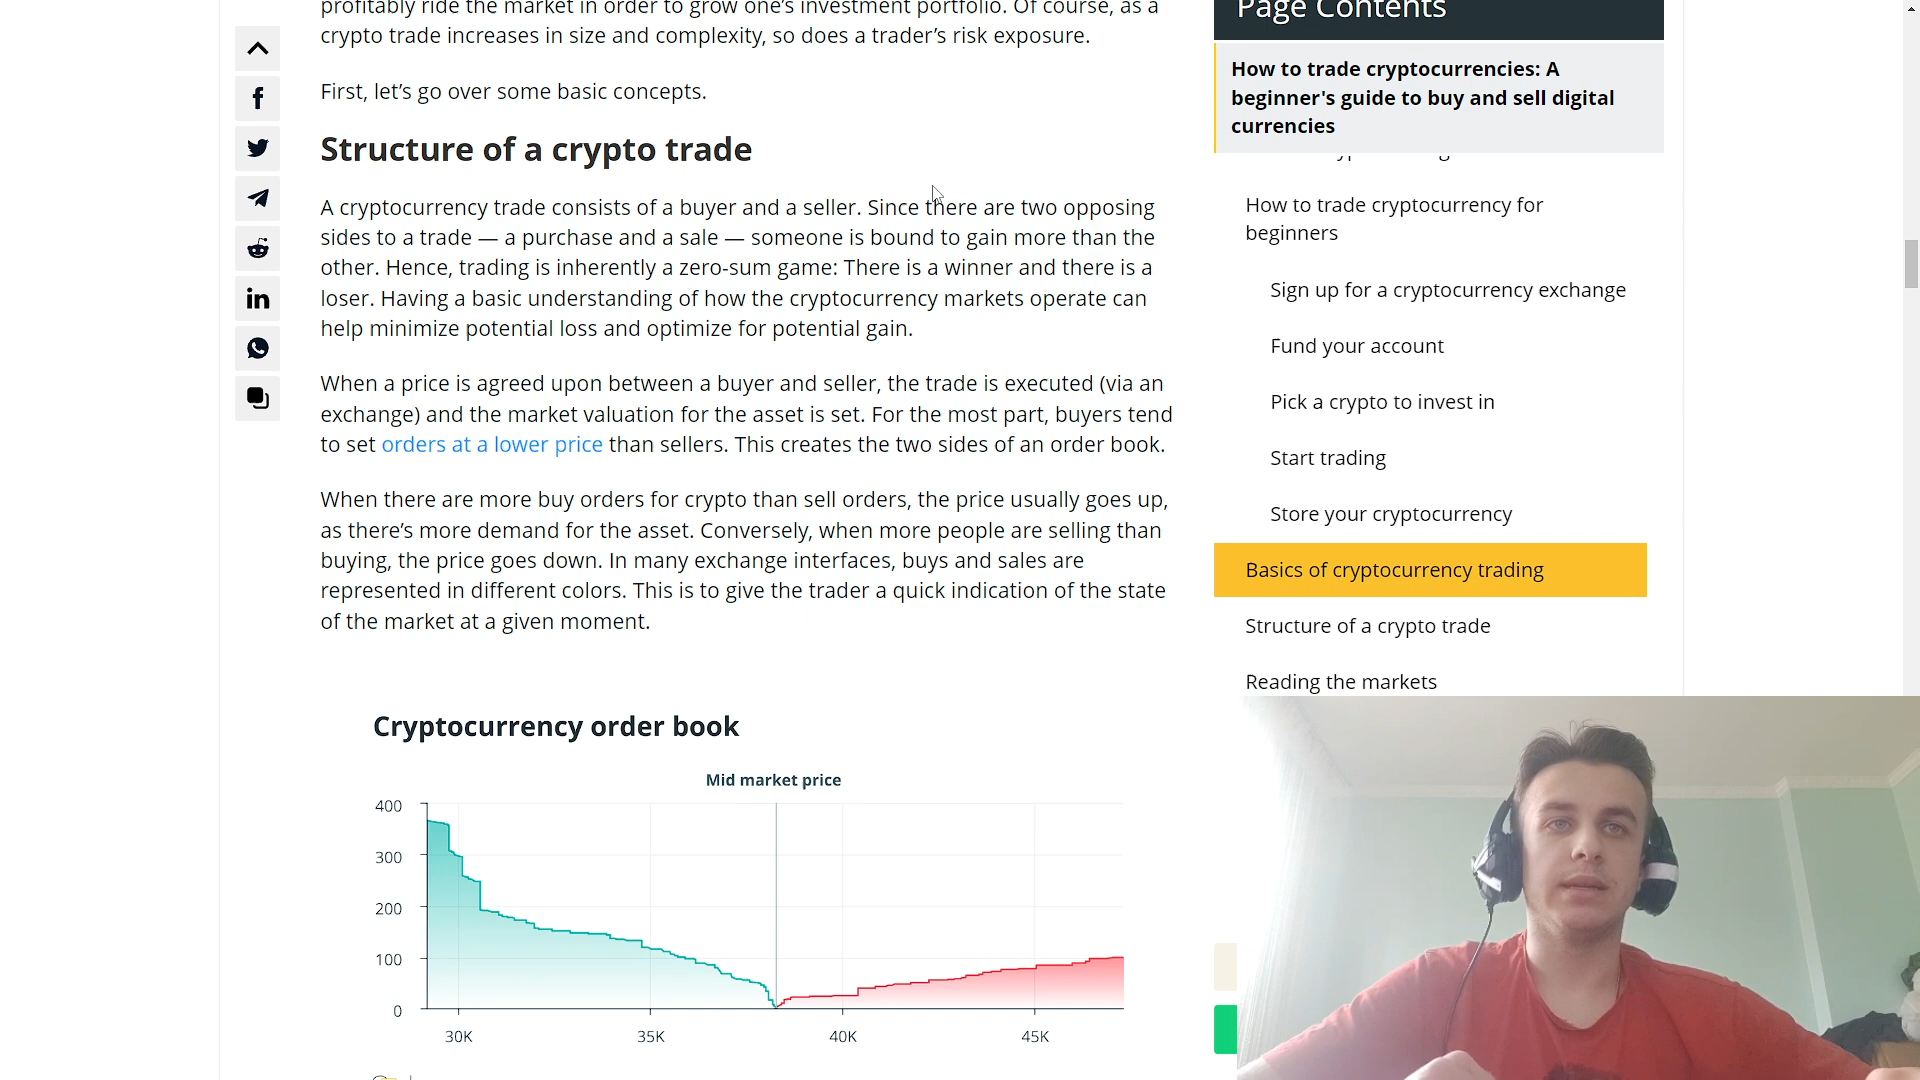 profitably ride the market in order to grow one's investment portfolio. Of course, as a
crypto trade increases in size and complexity, so does a trader's risk exposure.
First, let's go over some basic concepts.
Structure of a crypto trade
A cryptocurrency trade consists of a buyer and a seller. Since there are two opposing
sides to a trade — a purchase and a sale — someone is bound to gain more than the
other. Hence, trading is inherently a zero-sum game: There is a winner and there is a
loser. Having a basic understanding of how the cryptocurrency markets operate can
help minimize potential loss and optimize for potential gain.
When a price is agreed upon between a buyer and seller, the trade is executed (via an
exchange) and the market valuation for the asset is set. For the most part, buyers tend
to set orders at a lower price than sellers. This creates the two sides of an order book.
When there are more buy orders for crypto than sell orders, the price usually goes up,
as there's more demand for the asset. Conversely, when more people are selling than
buying, the price goes down. In many exchange interfaces, buys and sales are
represented in different colors. This is to give the trader a quick indication of the state
of the market at a given moment.
Cryptocurrency order book
Mid market price
400
300
200
100
0
30K
35K
40K
45K
Page Contents
How to trade cryptocurrencies: A
beginner's guide to buy and sell digital
currencies
How to trade cryptocurrency for
beginners
Sign up for a cryptocurrency exchange
Fund your account
Pick a crypto to invest in
Start trading
Store your cryptocurrency
Basics of cryptocurrency trading
Structure of a crypto trade
Reading the markets